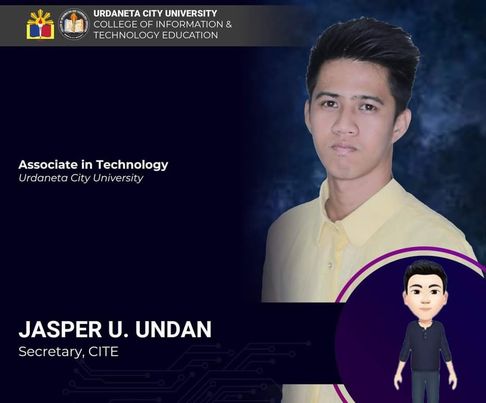 URDANETA CITY UNIVERSITY
COLLEGE OF INFORMATION &
TECHNOLOGY EDUCATION
Associate in Technology
Urdaneta City University
JASPER U. UNDAN
Secretary, CITE